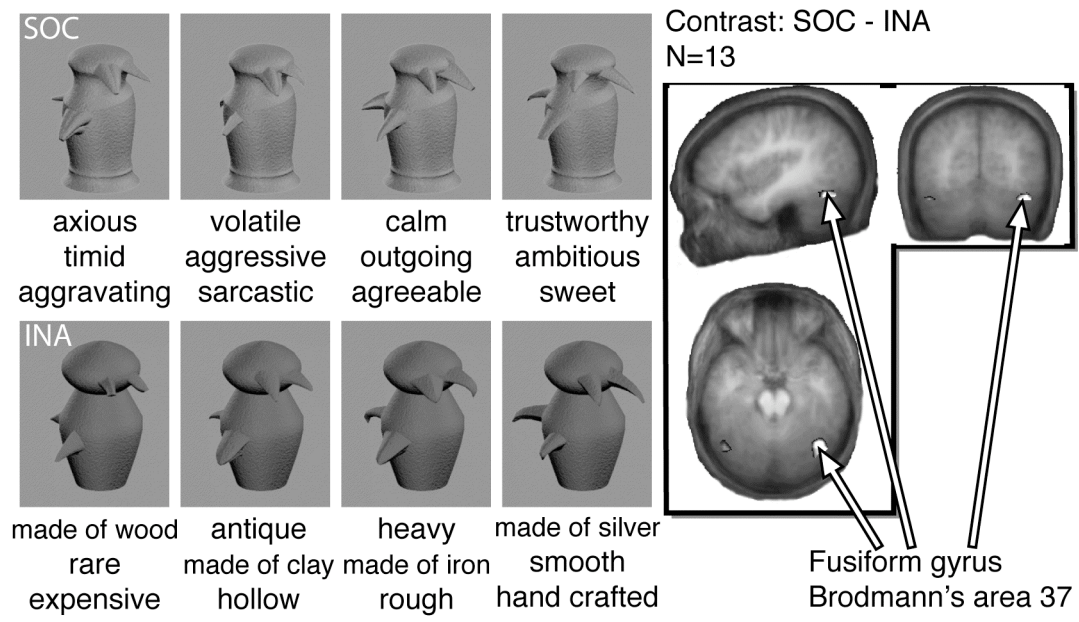 SOC
axious
timid
aggravating
volatile
aggressive
sarcastic
calm
outgoing
agreeable
trustworthy
ambitious
sweet
INA
made of wood
rare
expensive
antique
made of clay
hollow
heavy
made of iron
rough
made of silver
smooth
hand crafted
Contrast: SOC - INA
N=13
Fusiform gyrus
Brodmann's area 37